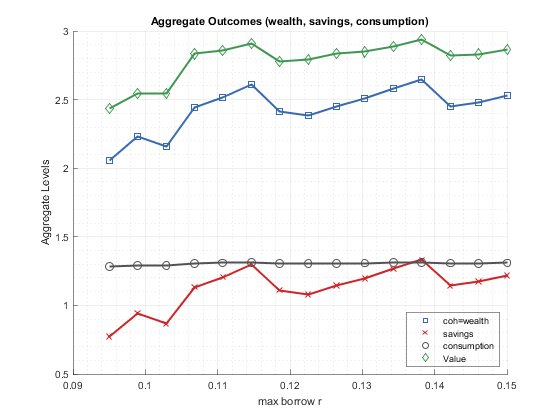 Aggregate Outcomes (wealth, savings, consumption)
3
2.5
2
1.5
1
0.5
Aggregate Levels
0.09
0.1
0.11
0.12
0.13
0.14
0.15
max borrow r
coh=wealth
savings
consumption
Value